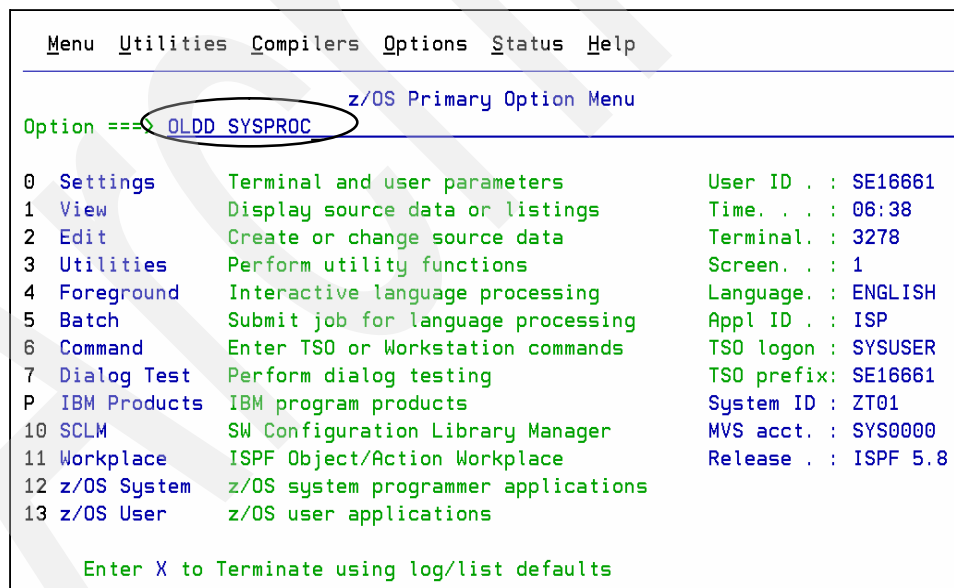 Menu Utilities Compilers Options Status Help
z/OS Primary Option Menu
Option ===> OLDD SYSPROC
0 Settings Terminal and user parameters User ID . : SE16661
1 View Display source data or listings Time. . . : 06:38
2 Edit Create or change source data Terminal. : 3278
3 Utilities Perform utility functions Screen. . : 1
4 Foreground Interactive language processing Language. : ENGLISH
5 Batch Submit job for language processing Appl ID . : ISP
6 Command Enter TSO or Workstation commands TSO logon : SYSUSER
7 Dialog Test Perform dialog testing TSO prefix: SE16661
P IBM Products IBM program products System ID : ZT01
10 SCLM SW Configuration Library Manager MVS acct. : SYS0000
11 Workplace ISPF Object/Action Workplace Release . : ISPF 5.8
12 z/OS System z/OS system programmer applications
13 z/OS User z/OS user applications
Enter X to Terminate using log/list defaults